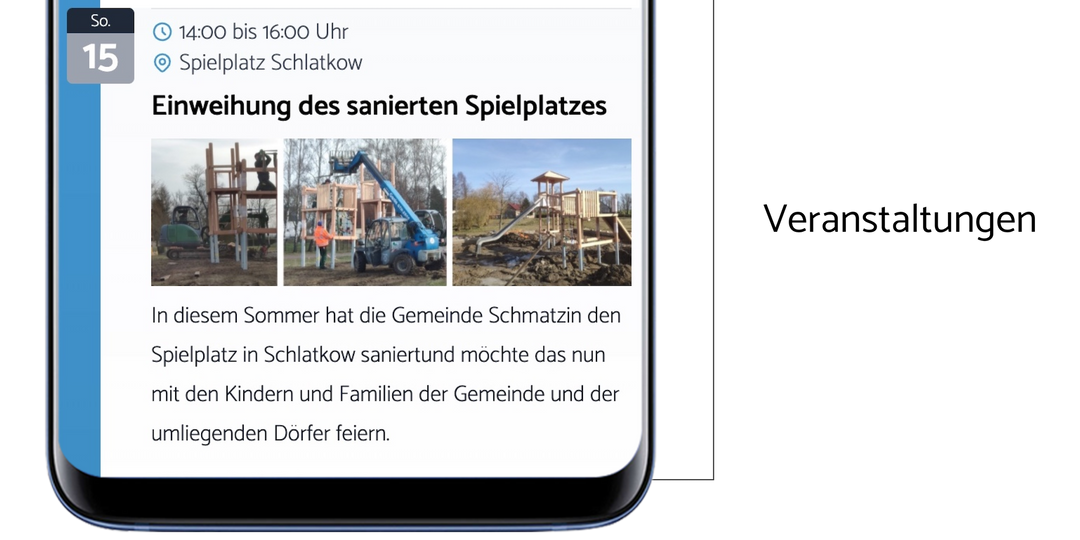 So.
15
14:00 bis 16:00 Uhr
Spielplatz Schlatkow
Einweihung des sanierten Spielplatzes
In diesem Sommer hat die Gemeinde Schmatzin den
Spielplatz in Schlatkow saniertund möchte das nun
mit den Kindern und Familien der Gemeinde und der
umliegenden Dörfer feiern.
Veranstaltungen